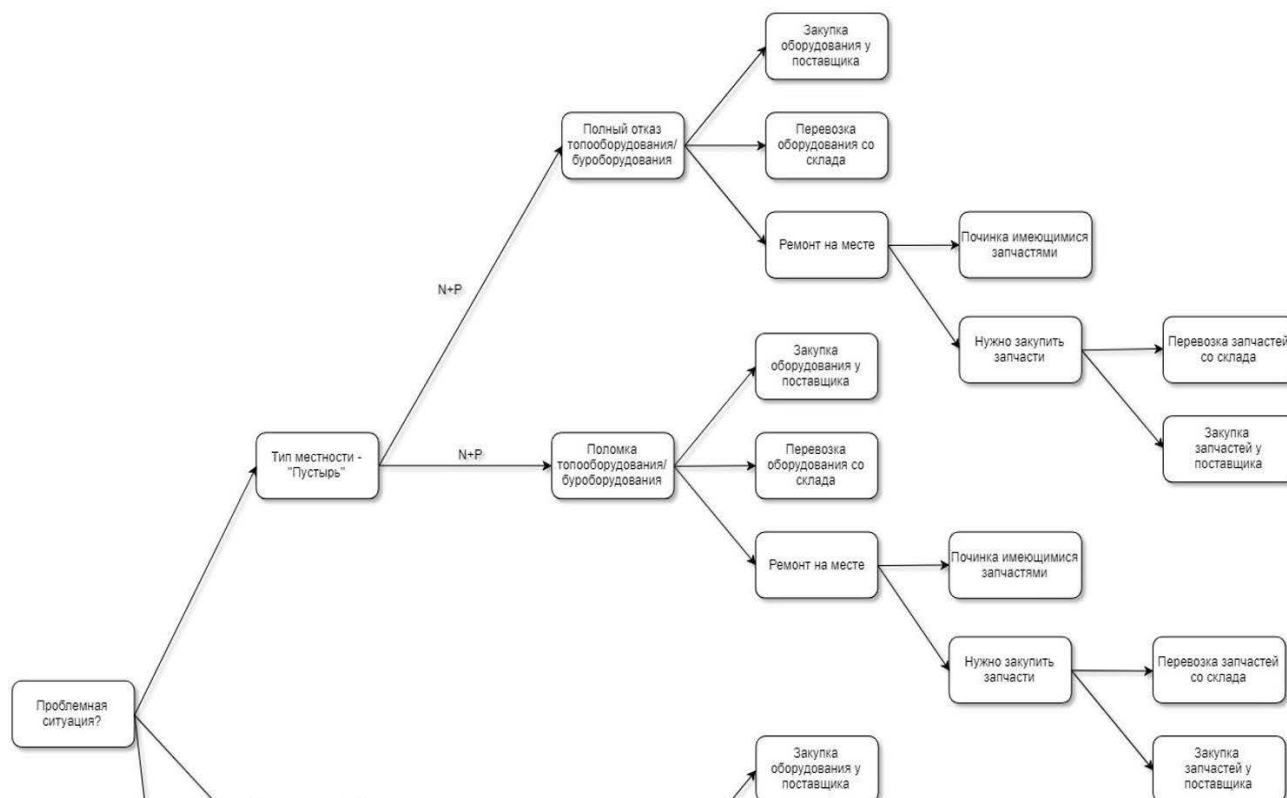 Закупка
оборудования у
поставщика
Полный отказ
топооборудования/
буроборудования
Перевозка
оборудования со
склада
Ремонт на месте
Починка имеющимися
запчастями
N+P
Нужно закупить
запчасти
Перевозка запчастей
со склада
Закупка
оборудования у
поставщика
Закупка
запчастей у
поставщика
Тип местности -
"Пустырь"
N+P
Поломка
топооборудования/
буроборудования
Перевозка
оборудования со
склада
Ремонт на месте
Починка имеющимися
запчастями
Нужно закупить
запчасти
Перевозка запчастей
со склада
Проблемная
ситуация?
Закупка
оборудования у
поставщика
Закупка
запчастей у
поставщика